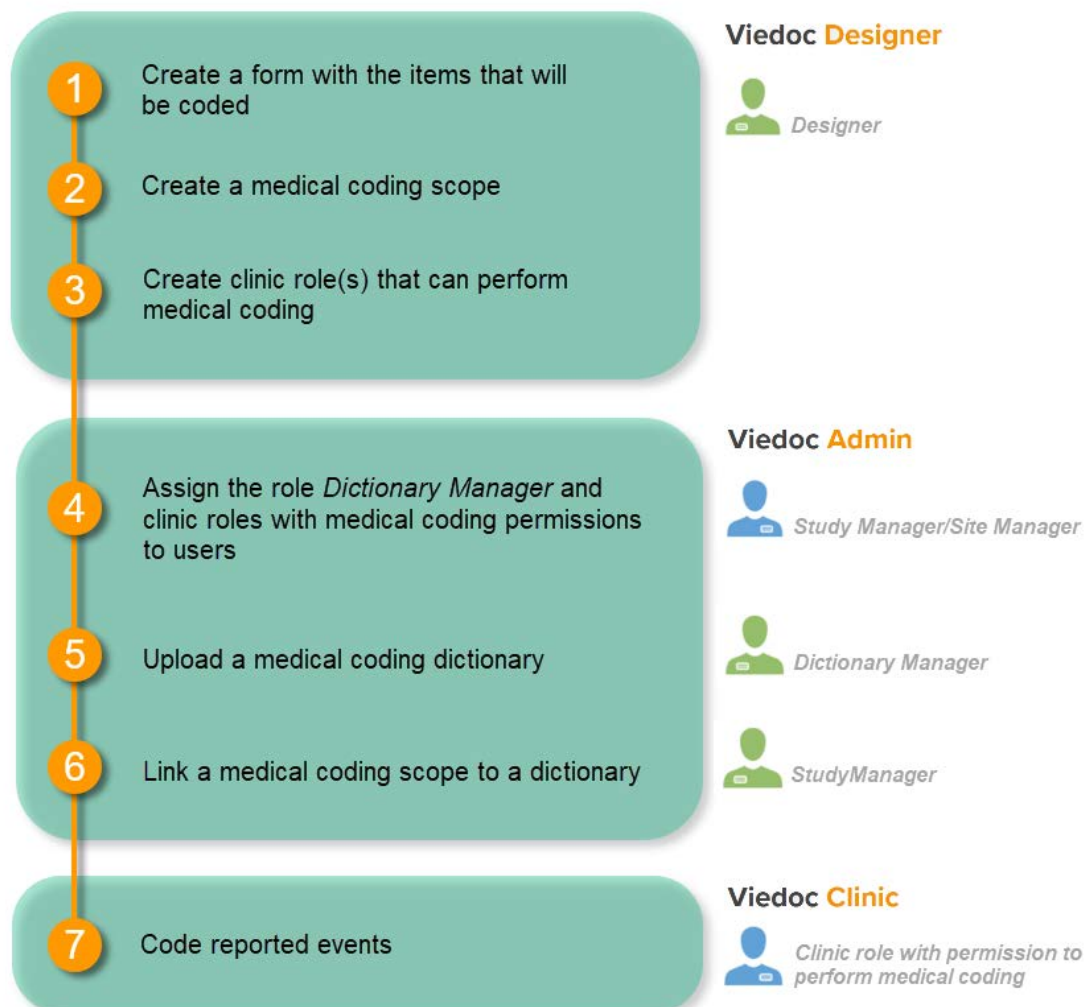 Viedoc Designer
1
Create a form with the items that will
be coded
Designer
2
Create a medical coding scope
3
Create clinic role(s) that can perform
medical coding
Viedoc Admin
4
Assign the role Dictionary Manager and
clinic roles with medical coding permissions
to users
Study Manager/Site Manager
5
Upload a medical coding dictionary
Dictionary Manager
6
Link a medical coding scope to a dictionary
StudyManager
Viedoc Clinic
7
Code reported events
Clinic role with permission to
perform medical coding